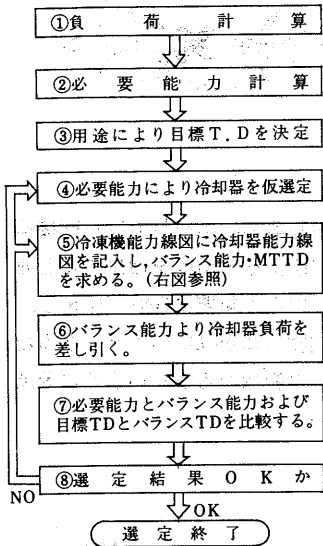 ①負荷計算
②必要能力計算
③用途により目標T.Dを決定
④必要能力により冷却器を仮選定
⑤冷凍機能力線図に冷却器能力線
図を記入し,バランス能力・MTTD
を求める。(右図参照)
⑥バランス能力より冷却器負荷を
差し引く。
⑦必要能力とバランス能力および
目標TDとバランスTDを比較する。
⑧選定結果OKか
NO
OK
選定終了